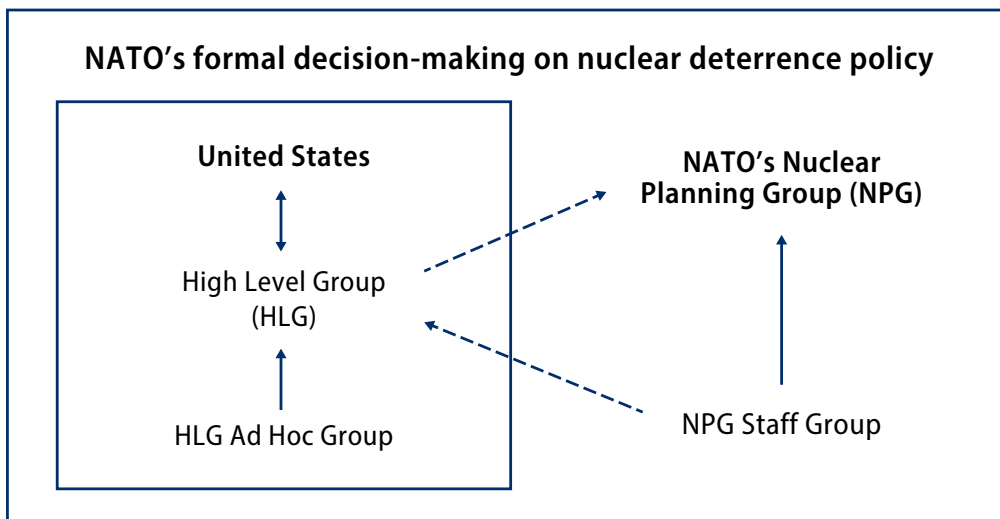 NATO’s formal decision-making on nuclear deterrence policy
United States
High Level Group
(HLG)
HLG Ad Hoc Group
NATO’s Nuclear
Planning Group (NPG)
NPG Staff Group